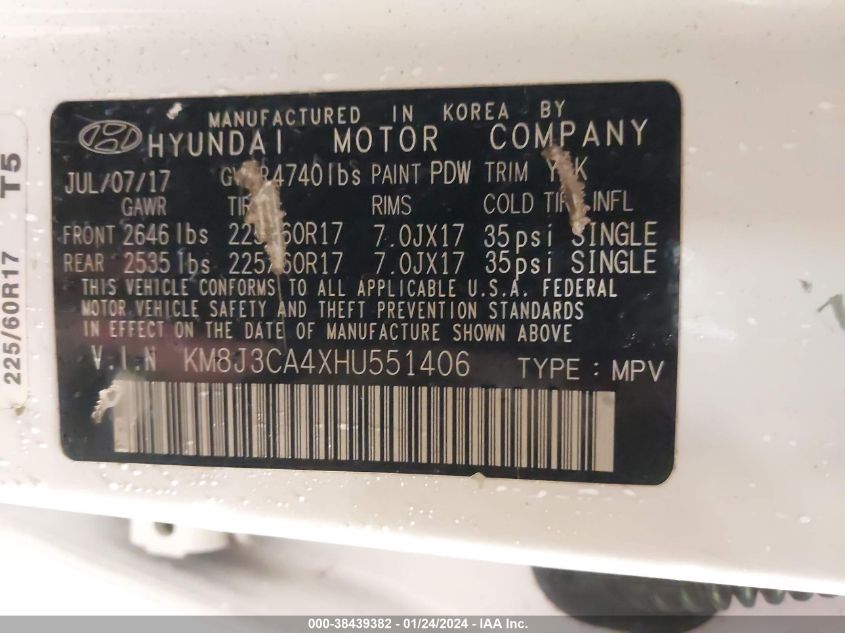 MANUFACTURED IN KOREA BY
HYUNDAI MOTOR COMPANY
JUL/07/17 4740lbs PAINT PDW TRIM
GAWR RIMS COLD INFL
FRONT 2646 lbs 7.0JX17 35psi SINGLE
REAR 2535 lbs 7.0JX17 35psi SINGLE
THIS VEHICLE CONFORMS TO ALL APPLICABLE U.S.A. FEDERAL
MOTOR VEHICLE SAFETY AND THEFT PREVENTION STANDARDS
IN EFFECT ON THE DATE OF MANUFACTURE SHOWN ABOVE
V.I.N KM8J3CA4XHU551406 TYPE : MPV
225/60R17 T5
000-38439382 - 01/24/2024 - IAA Inc.